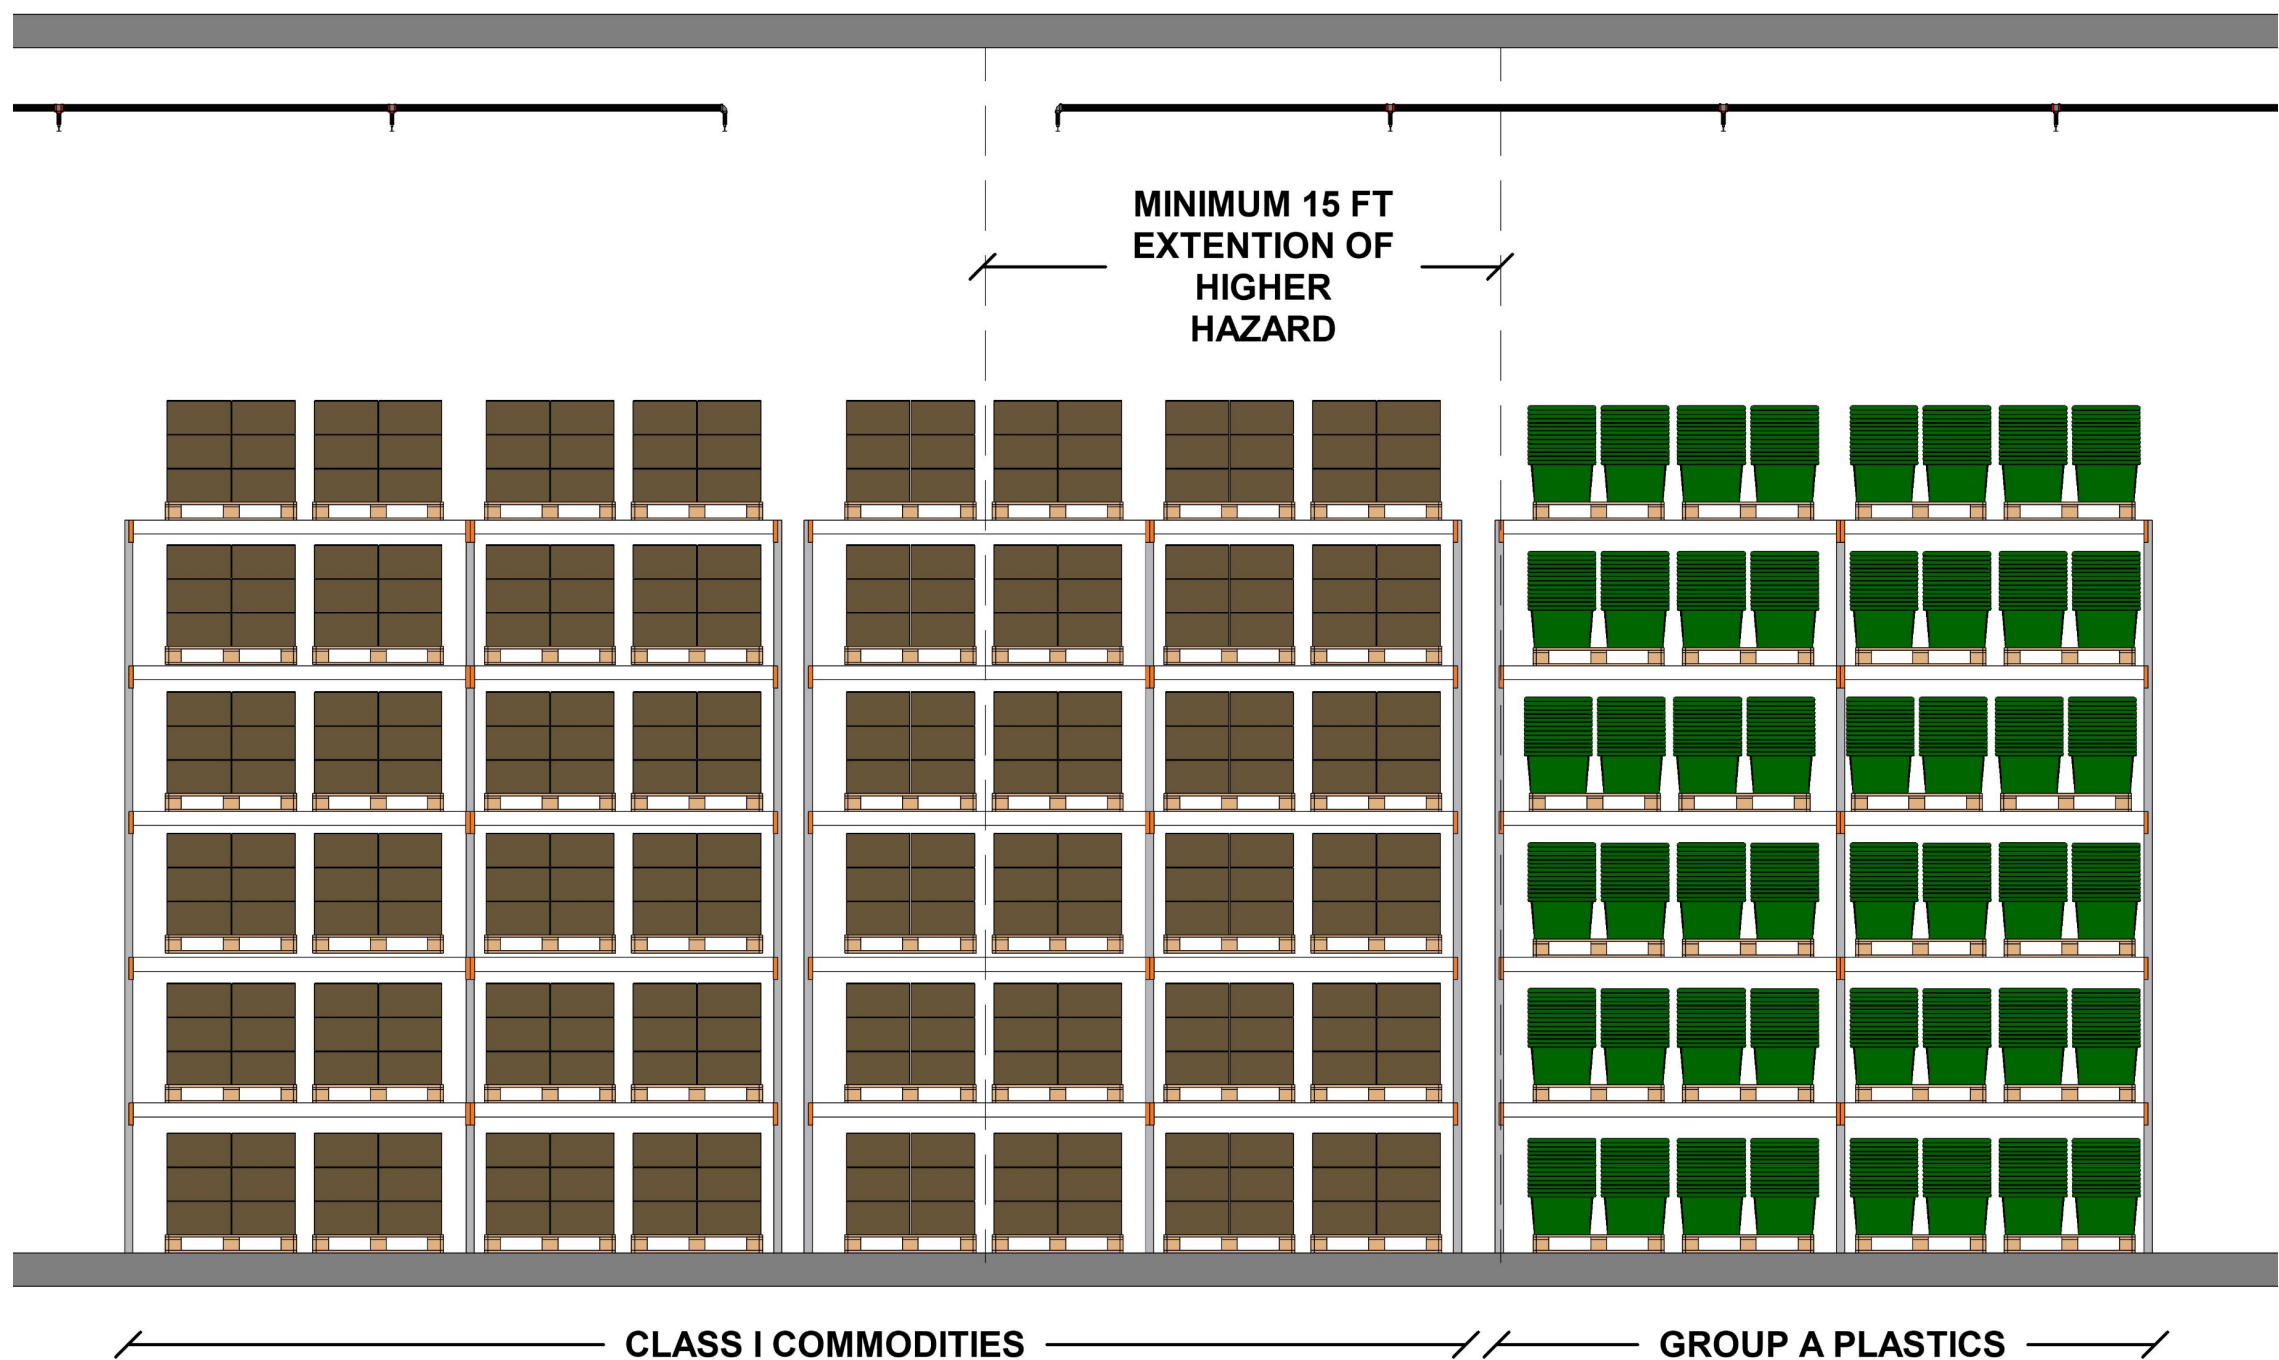 MINIMUM 15 FT
EXTENTION OF
HIGHER
HAZARD
CLASS I COMMODITIES
GROUP A PLASTICS